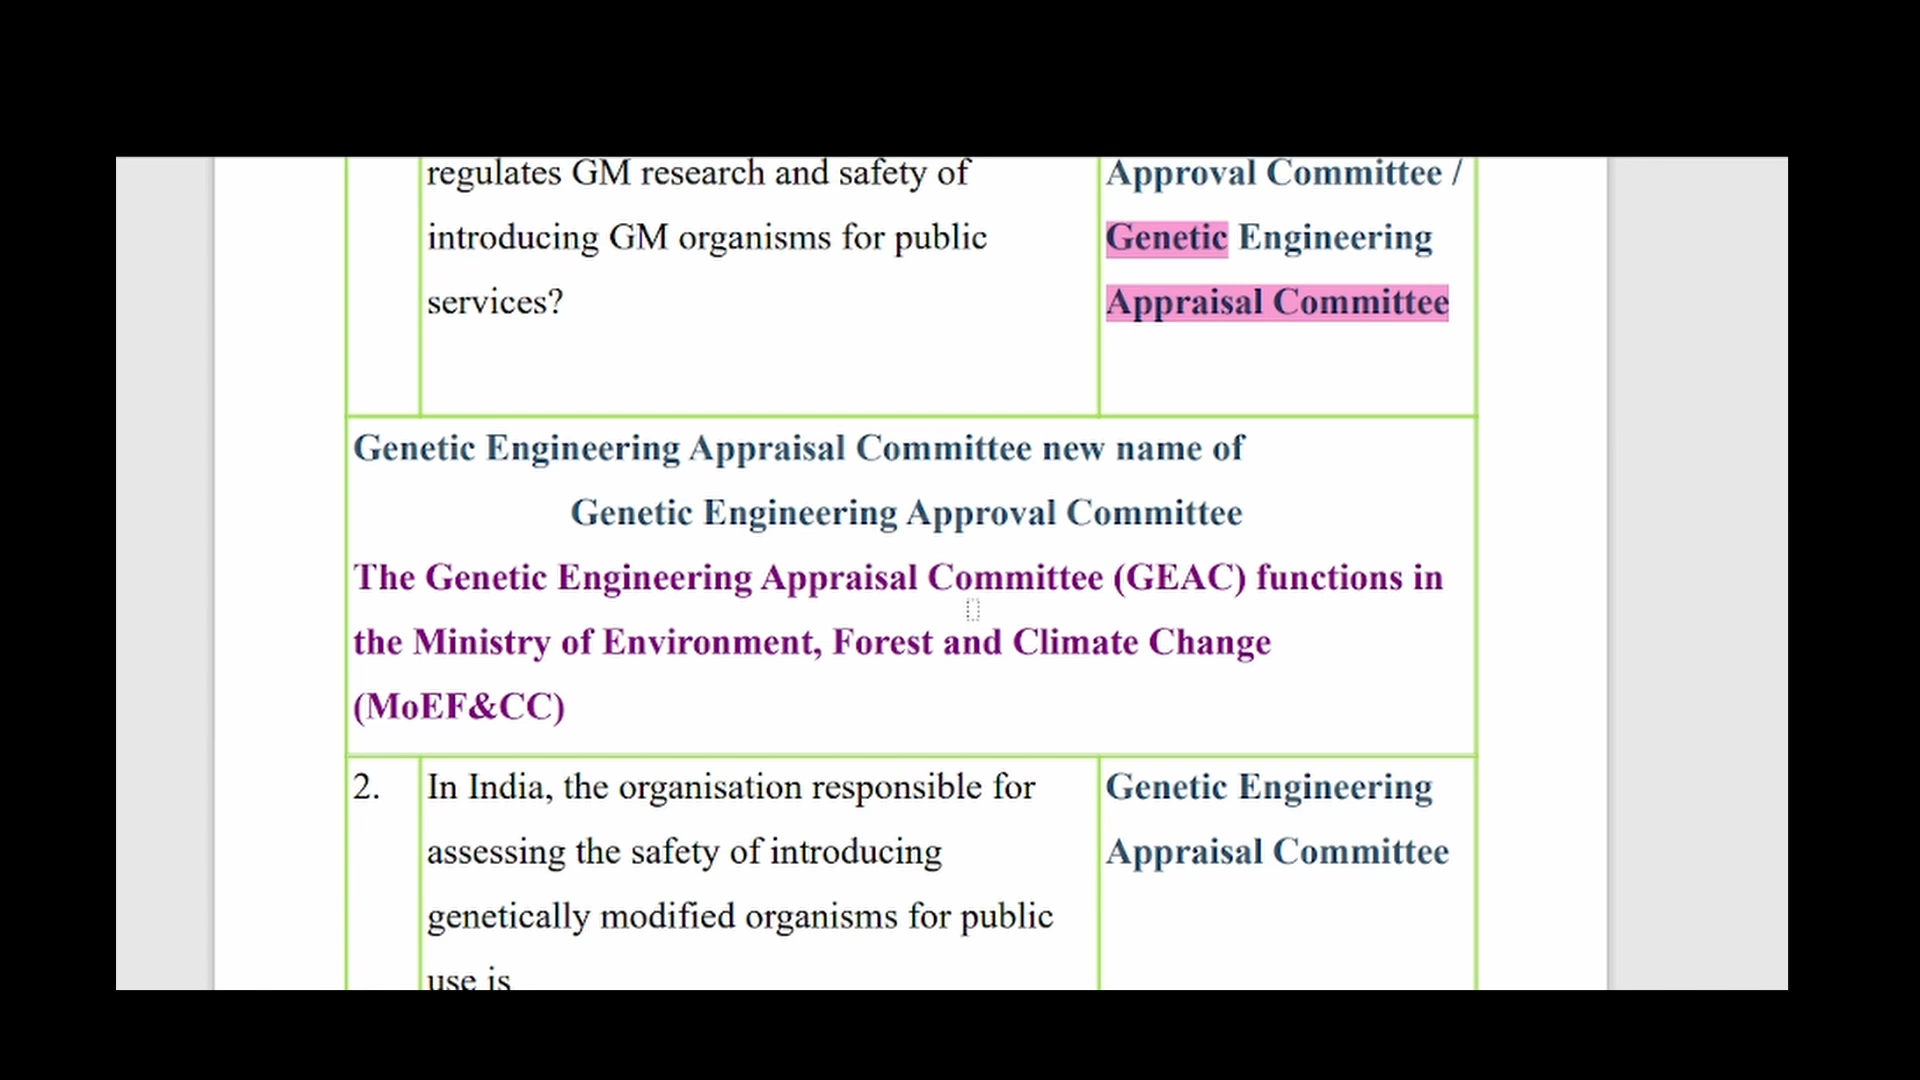 regulates GM research and safety of
introducing GM organisms for public
services?
Approval Committee /
Genetic Engineering
Appraisal Committee
Genetic Engineering Appraisal Committee new name of
Genetic Engineering Approval Committee
The Genetic Engineering Appraisal Committee (GEAC) functions in
the Ministry of Environment, Forest and Climate Change
(MoEF&CC)
2.
In India, the organisation responsible for
assessing the safety of introducing
genetically modified organisms for public
use is
Genetic Engineering
Appraisal Committee